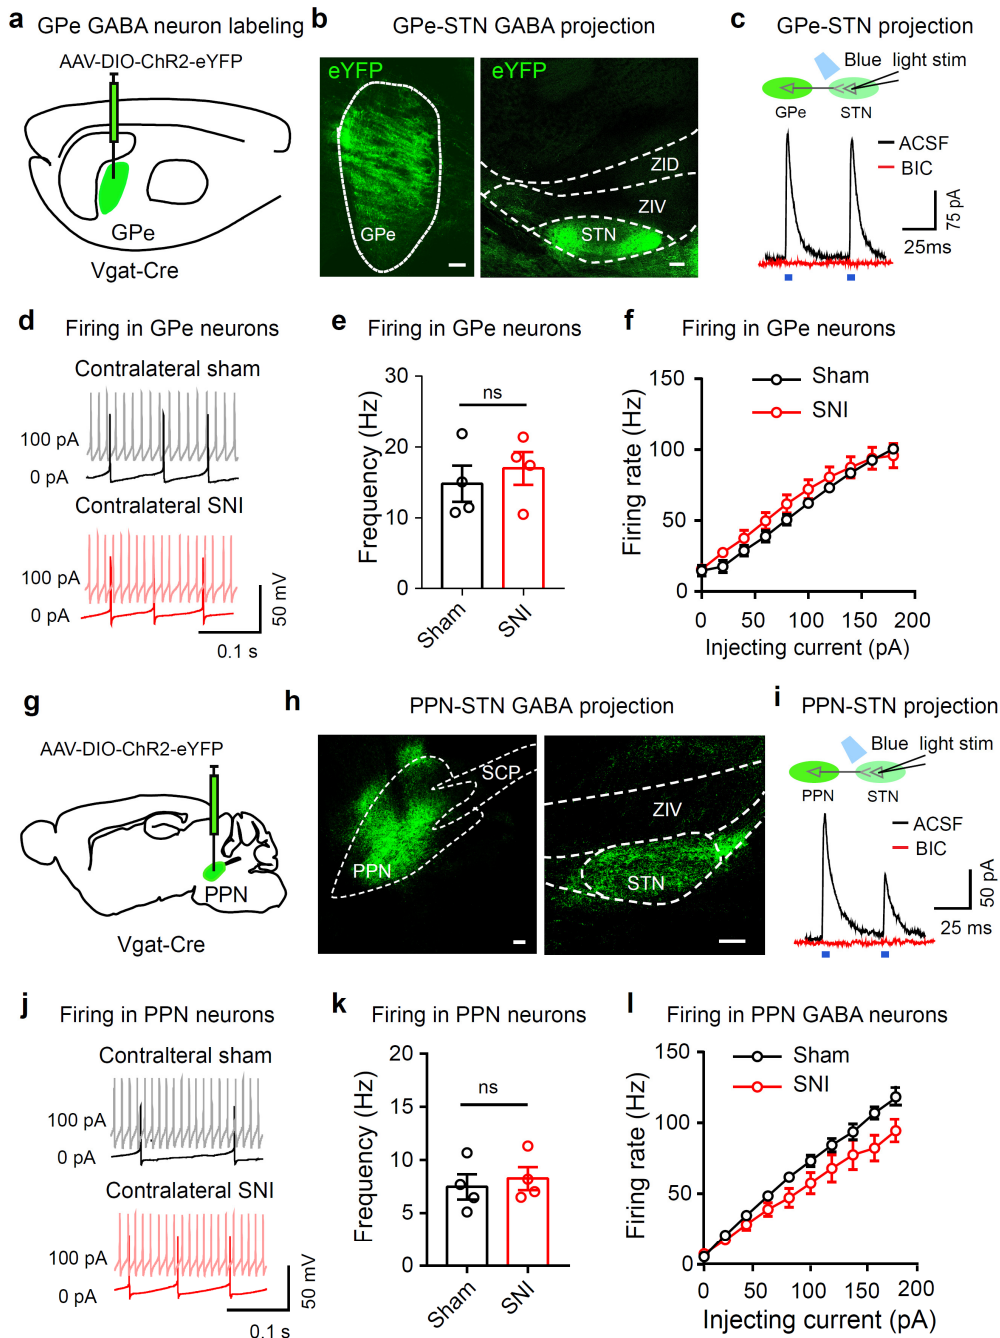 a GPe GABA neuron labeling
AAV-DIO-ChR2-eYFP
GPe
Vgat-Cre
b GPe-STN GABA projection
eYFP
GPe
eYFP
ZID
ZIV
STN
c GPe-STN projection
Blue light stim
GPe STN
ACSF
BIC
75 pA
25ms
d Firing in GPe neurons
Contralateral sham
100 pA
0 pA
Contralateral SNI
100 pA
0 pA
50 mV
0.1 s
e Firing in GPe neurons
Frequency (Hz)
30
20
10
0
ns
Sham
SNI
f Firing in GPe neurons
Firing rate (Hz)
150
100
50
0
Sham
SNI
0 50 100 150 200
Injecting current (pA)
g
AAV-DIO-ChR2-eYFP
PPN
Vgat-Cre
h PPN-STN GABA projection
SCP
PPN
ZIV
STN
i PPN-STN projection
Blue light stim
PPN STN
ACSF
BIC
50 pA
25 ms
j Firing in PPN neurons
Contralteral sham
100 pA
0 pA
Contralateral SNI
100 pA
0 pA
50 mV
0.1 s
k Firing in PPN neurons
Frequency (Hz)
20
15
10
5
0
ns
Sham
SNI
l Firing in PPN GABA neurons
Firing rate (Hz)
150
100
50
0
Sham
SNI
0 50 100 150 200
Injecting current (pA)